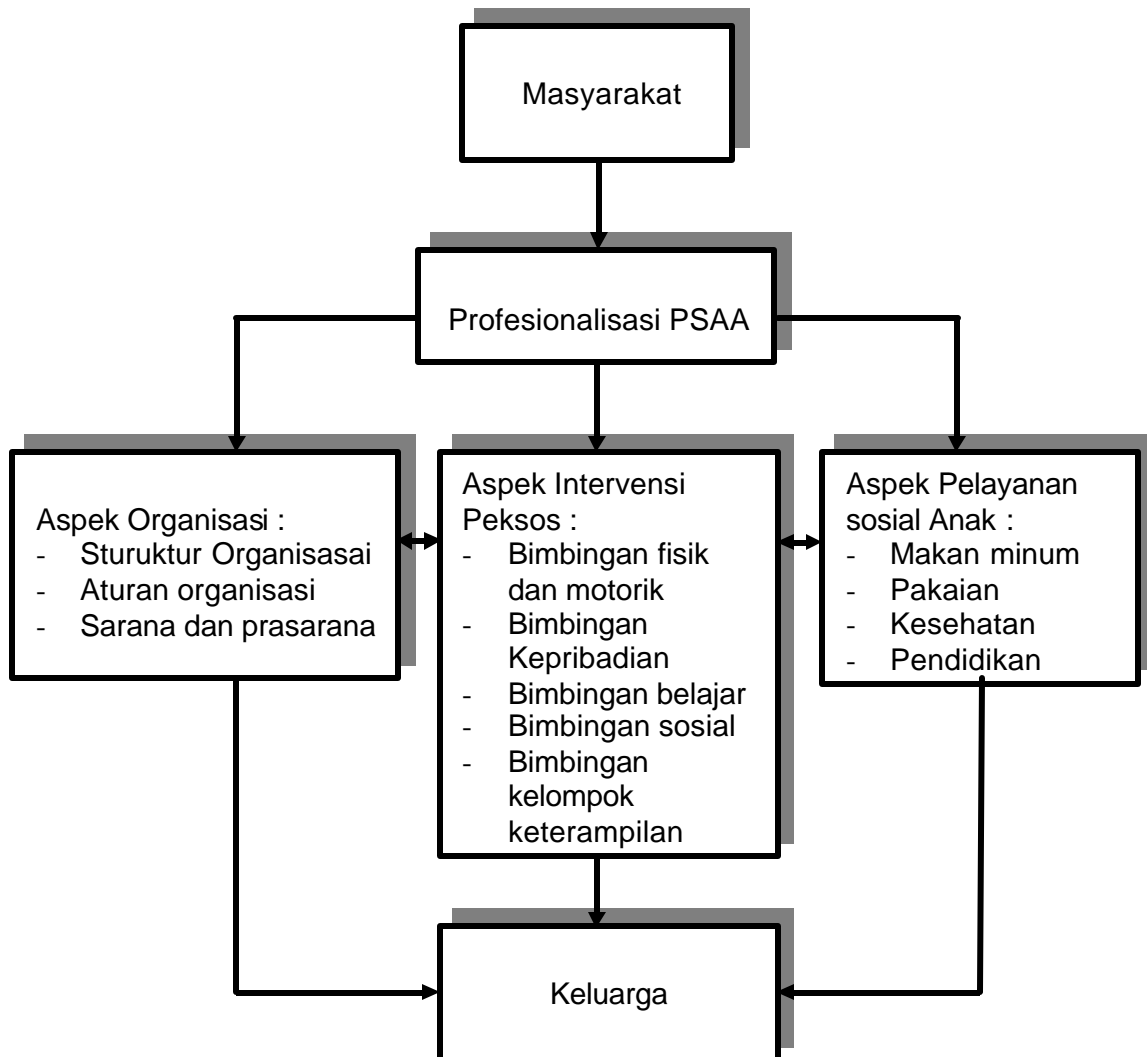 Masyarakat
Profesionalisasi PSAA
Aspek Organisasi :
- Sturuktur Organisasai
- Aturan organisasi
- Sarana dan prasarana
Aspek Intervensi
Peksos :
- Bimbingan fisik
dan motorik
- Bimbingan
Kepribadian
- Bimbingan belajar
- Bimbingan sosial
- Bimbingan
kelompok
keterampilan
Aspek Pelayanan
sosial Anak :
- Makan minum
- Pakaian
- Kesehatan
- Pendidikan
Keluarga